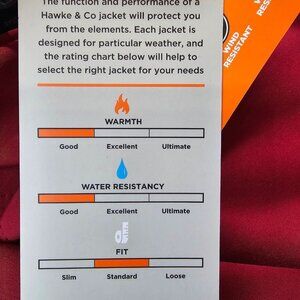 The function and performance of a
Hawke & Co jacket will protect you
from the elements. Each jacket is
designed for particular weather, and
the rating chart below will help to
select the right jacket for your needs
WARMTH
Good Excellent Ultimate
WATER RESISTANCY
Good Excellent Ultimate
FIT
Slim Standard Loose
WIND
RESISTANT